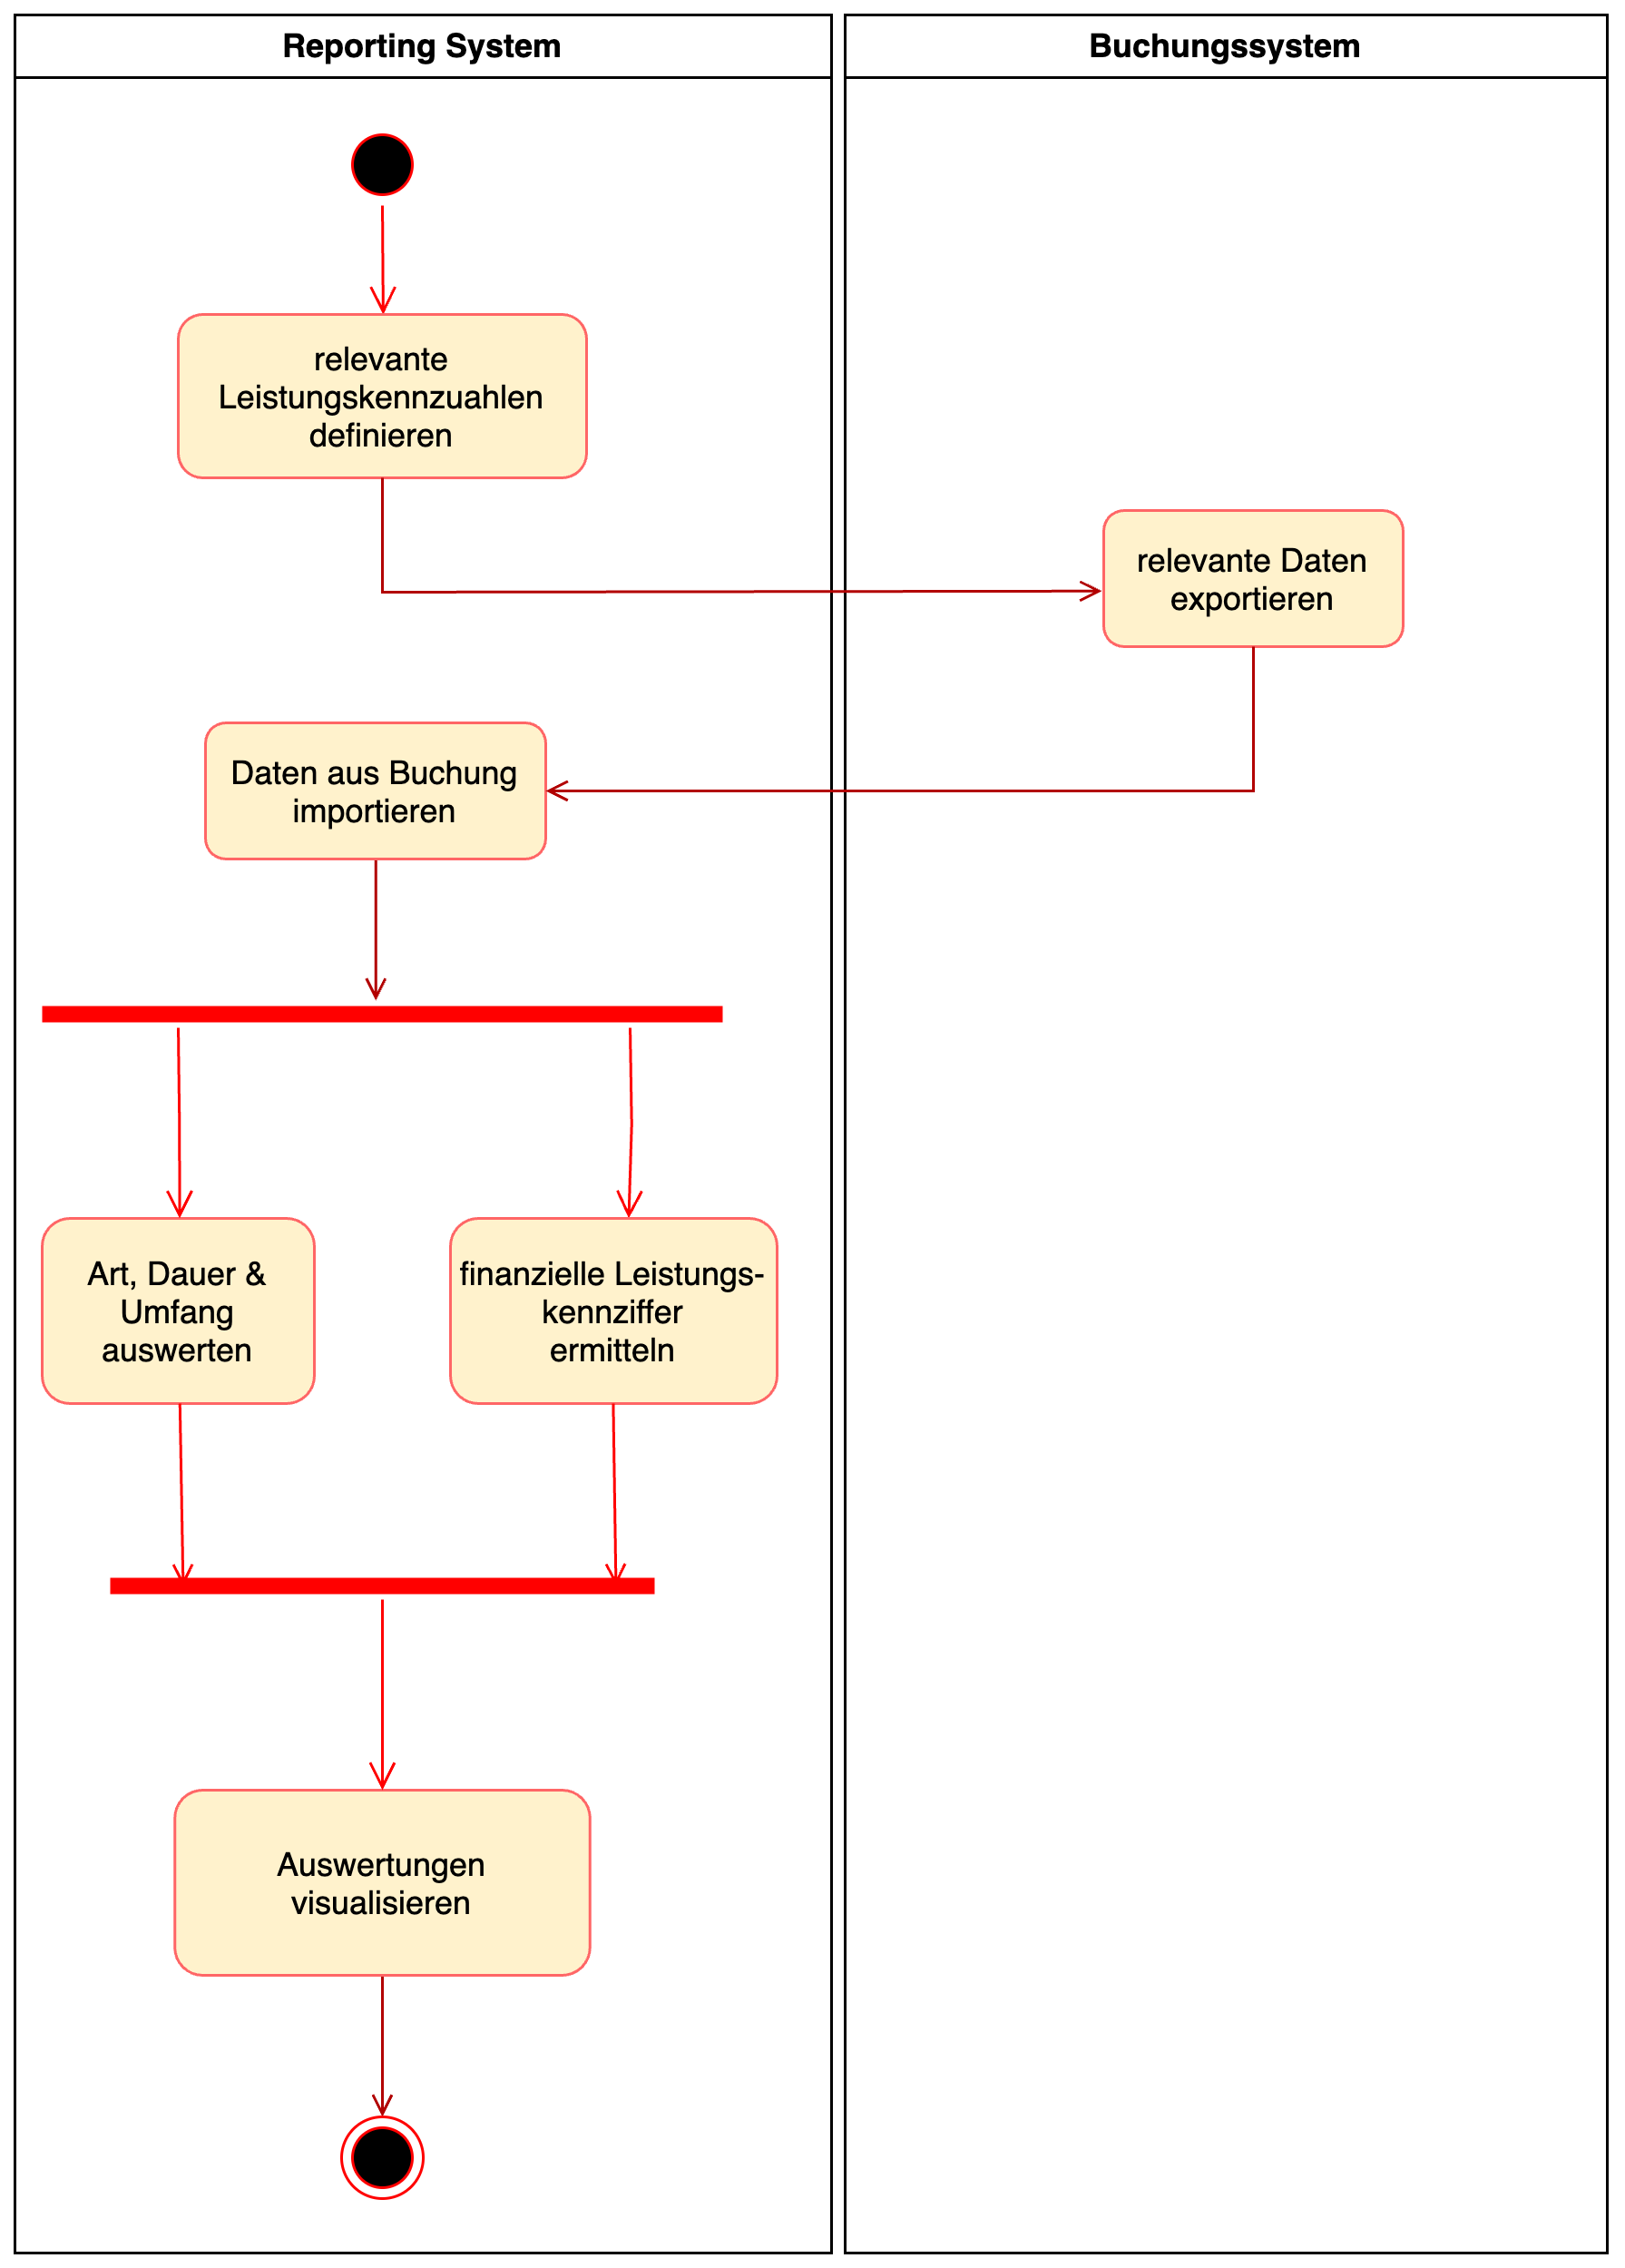 Reporting System
Buchungssystem
relevante
Leistungskennzuahlen
definieren
relevante Daten
exportieren
Daten aus Buchung
importieren
Art, Dauer &
Umfang
auswerten
finanzielle Leistungs-
kennziffer
ermitteln
Auswertungen
visualisieren